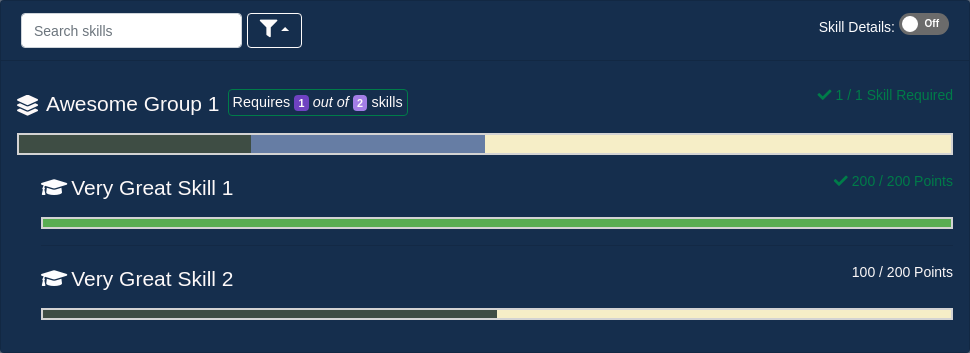 Search skills
Skill Details: Off
Awesome Group 1 Requires 1 out of 2 skills 1 / 1 Skill Required
Very Great Skill 1 200 / 200 Points
Very Great Skill 2 100 / 200 Points